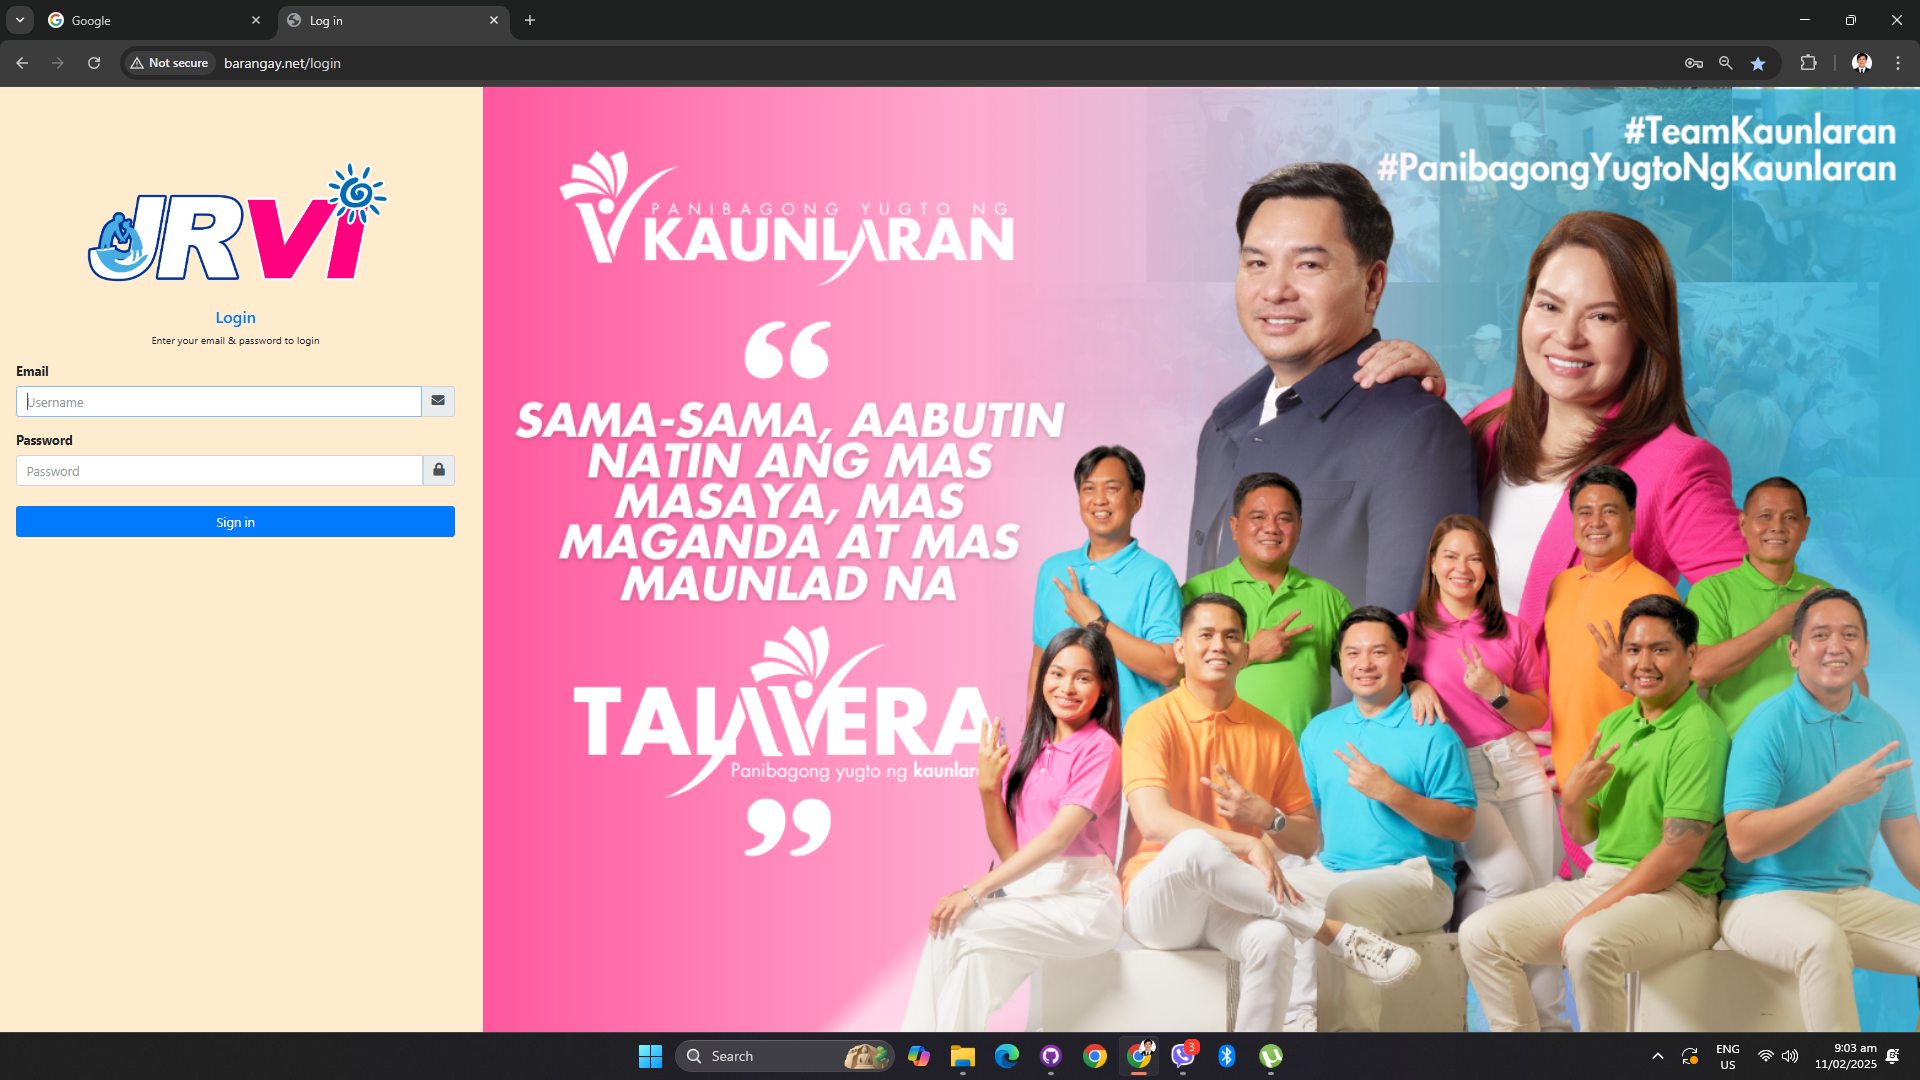 Google
Log in
Not secure
barangay.net/login
JRVI
Login
Enter your email & password to login
Email
Username
Password
Password
Sign in
#TeamKaunlaran
#PanibagongYugtoNgKaunlaran
PANIBAGONG YUGTO NG
KAUNLARAN
“
SAMA-SAMA, AABUTIN
NATIN ANG MAS
MASAYA, MAS
MAGANDA AT MAS
MAUNLAD NA
TALAVERA
Panibagong yugto ng kaunlar
”
Search
3
ENG
US
9:03 am
11/02/2025